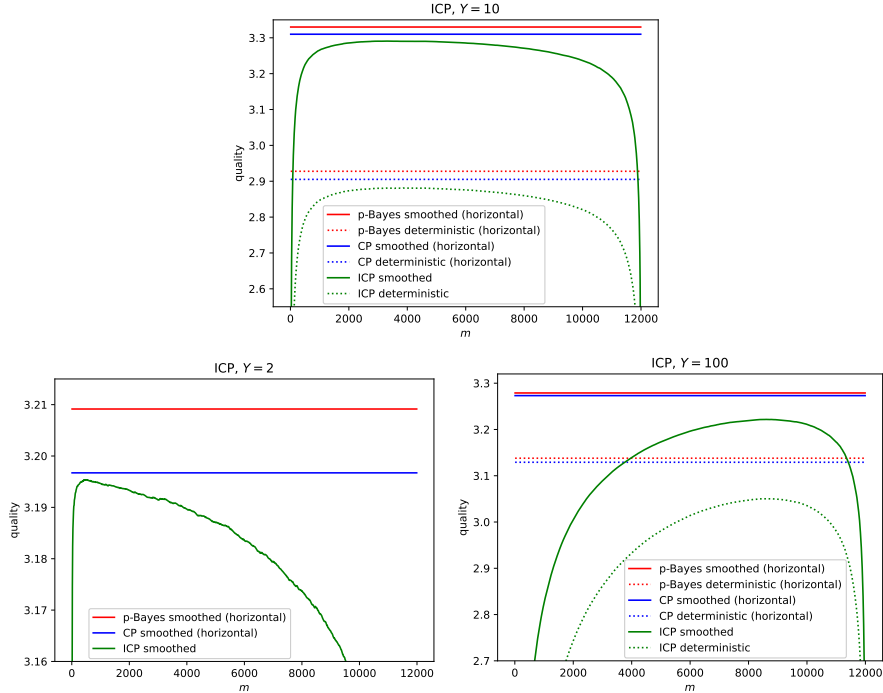 ICP, Y = 10
quality
3.3
3.2
3.1
3.0
2.9
2.8
2.7
2.6
p-Bayes smoothed (horizontal)
p-Bayes deterministic (horizontal)
CP smoothed (horizontal)
CP deterministic (horizontal)
ICP smoothed
ICP deterministic
0 2000 4000 6000 8000 10000 12000
m
ICP, Y = 2
quality
3.21
3.20
3.19
3.18
3.17
3.16
p-Bayes smoothed (horizontal)
CP smoothed (horizontal)
ICP smoothed
0 2000 4000 6000 8000 10000 12000
m
ICP, Y = 100
quality
3.3
3.2
3.1
3.0
2.9
2.8
2.7
p-Bayes smoothed (horizontal)
p-Bayes deterministic (horizontal)
CP smoothed (horizontal)
CP deterministic (horizontal)
ICP smoothed
ICP deterministic
0 2000 4000 6000 8000 10000 12000
m